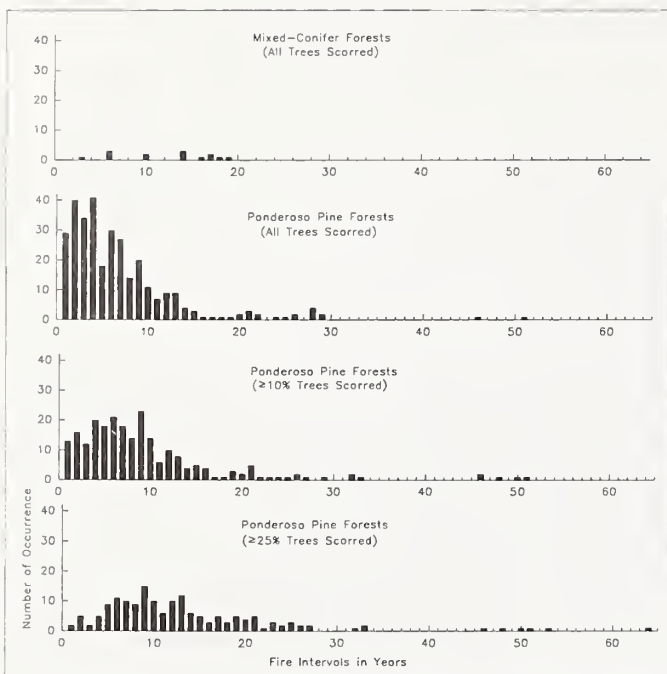 40
30
20
10
0
Mixed-Conifer Forests
(All Trees Scarred)
0 10 20 30 40 50 60
40
30
20
10
0
Ponderosa Pine Forests
(All Trees Scarred)
0 10 20 30 40 50 60
40
30
20
10
0
Ponderosa Pine Forests
(≥10% Trees Scarred)
0 10 20 30 40 50 60
Number of Occurrence
40
30
20
10
0
Ponderosa Pine Forests
(≥25% Trees Scarred)
0 10 20 30 40 50 60
Fire Intervals in Years